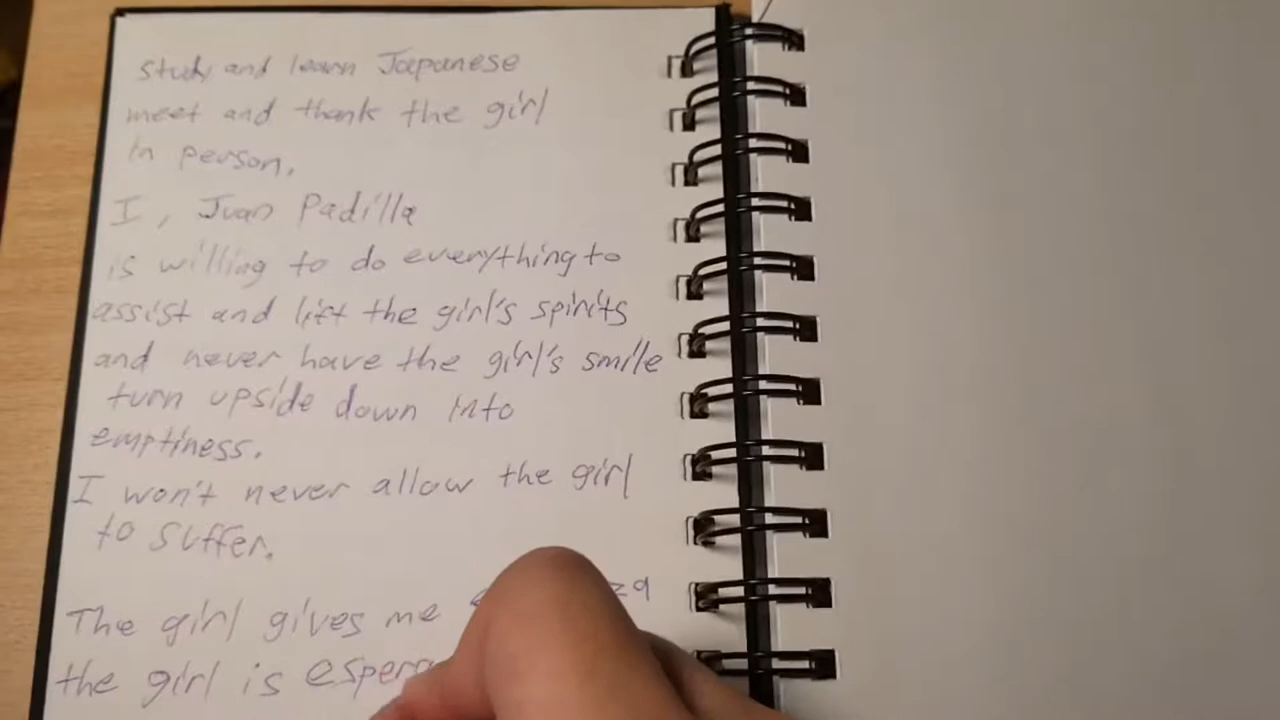 study and learn Japanese
meet and thank the girl
in person,
I, Juan Padilla
is willing to do everything to
assist and lift the girl's spirits
and never have the girl's smile
turn upside down into
emptiness.
I won't never allow the girl
to suffer.
The girl gives me
the girl is